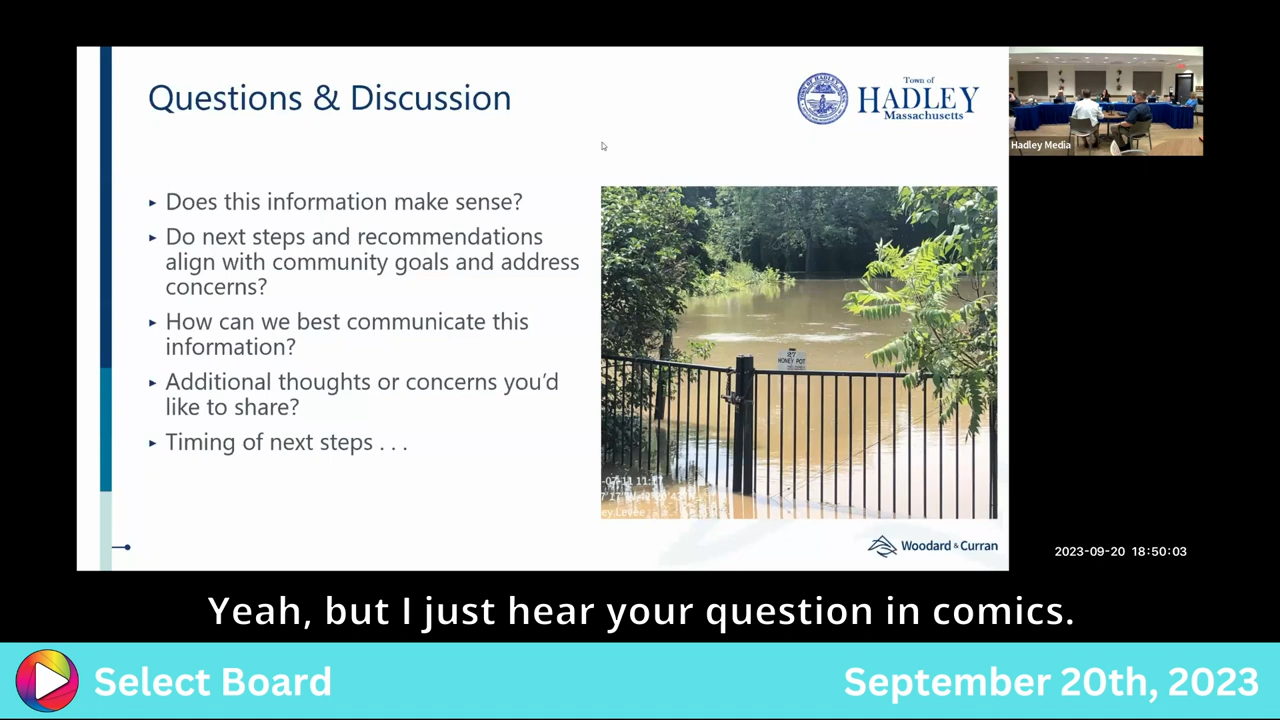 Questions & Discussion
TOWN OF HADLEY
Town of
HADLEY
Massachusetts
Hadley Media
Does this information make sense?
Do next steps and recommendations
align with community goals and address
concerns?
How can we best communicate this
information?
Additional thoughts or concerns you'd
like to share?
Timing of next steps . . .
27
HONEY POT
Woodard & Curran
2023-09-20 18:50:03
Yeah, but I just hear your question in comics.
Select Board
September 20th, 2023